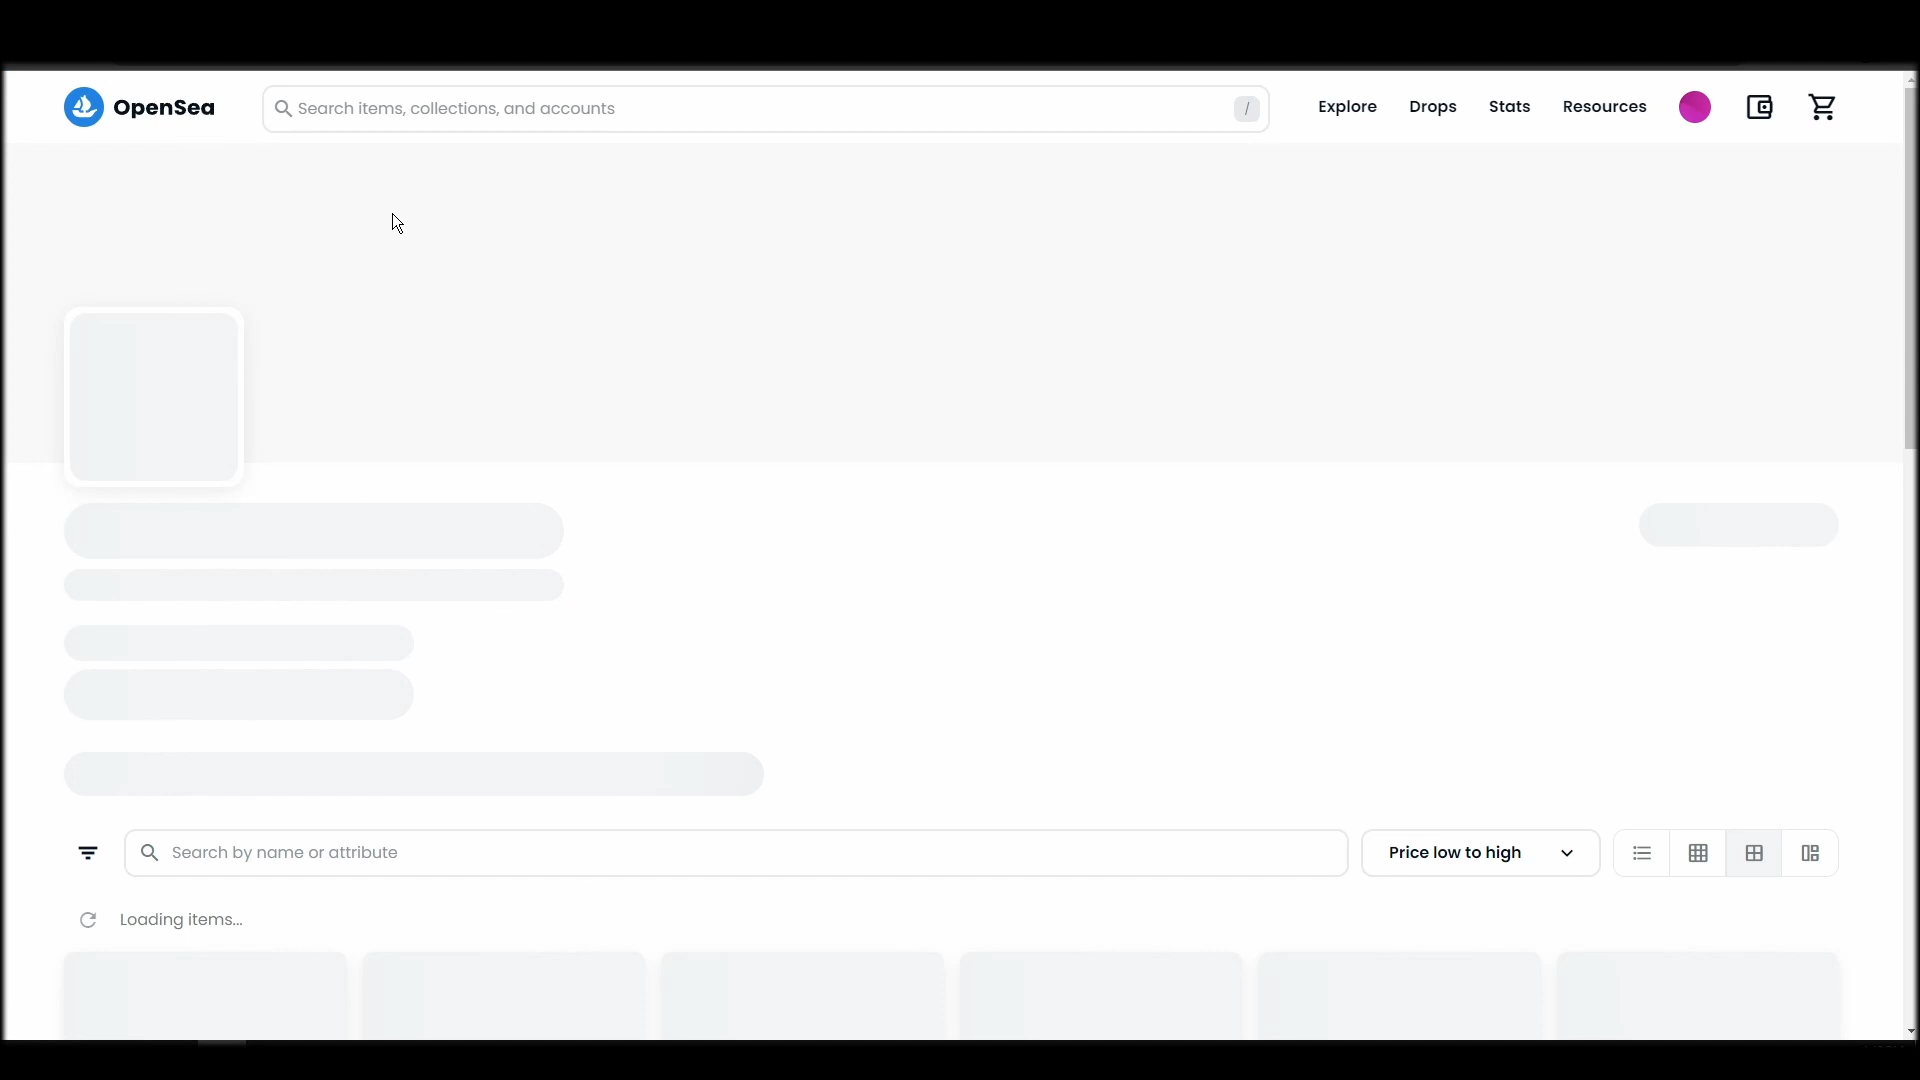 OpenSea
Search items, collections, and accounts
/
Explore
Drops
Stats
Resources
Search by name or attribute
Price low to high
Loading items...